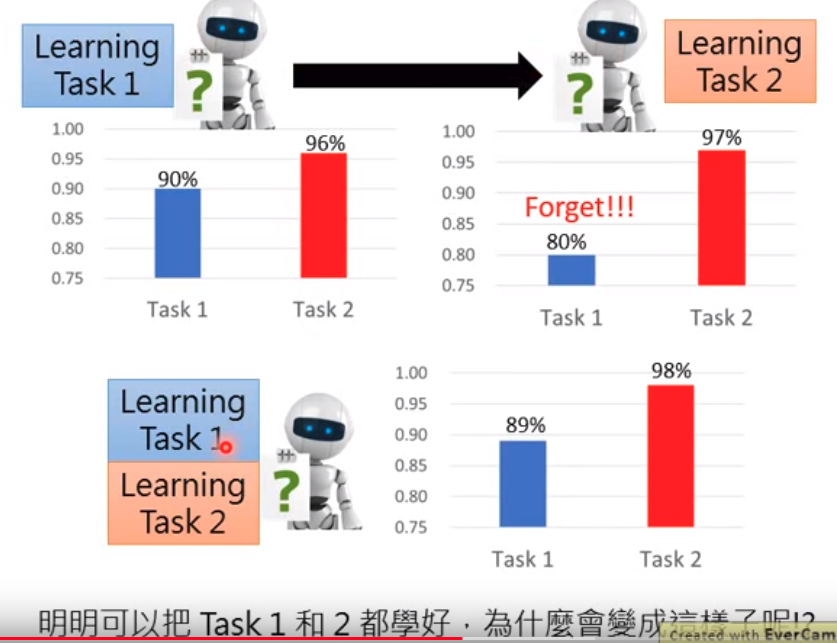 Learning
Task 1
?
Learning
Task 2
?
1.00
0.95
0.90
0.85
0.80
0.75
90%
96%
Task 1
Task 2
1.00
0.95
0.90
0.85
0.80
0.75
Forget!!!
80%
97%
Task 1
Task 2
Learning
Task 1
Learning
Task 2
?
1.00
0.95
0.90
0.85
0.80
0.75
89%
98%
Task 1
Task 2
明明可以把 Task 1 和 2 都學好，為什麼會變成這樣子呢!?
Created with EverCam